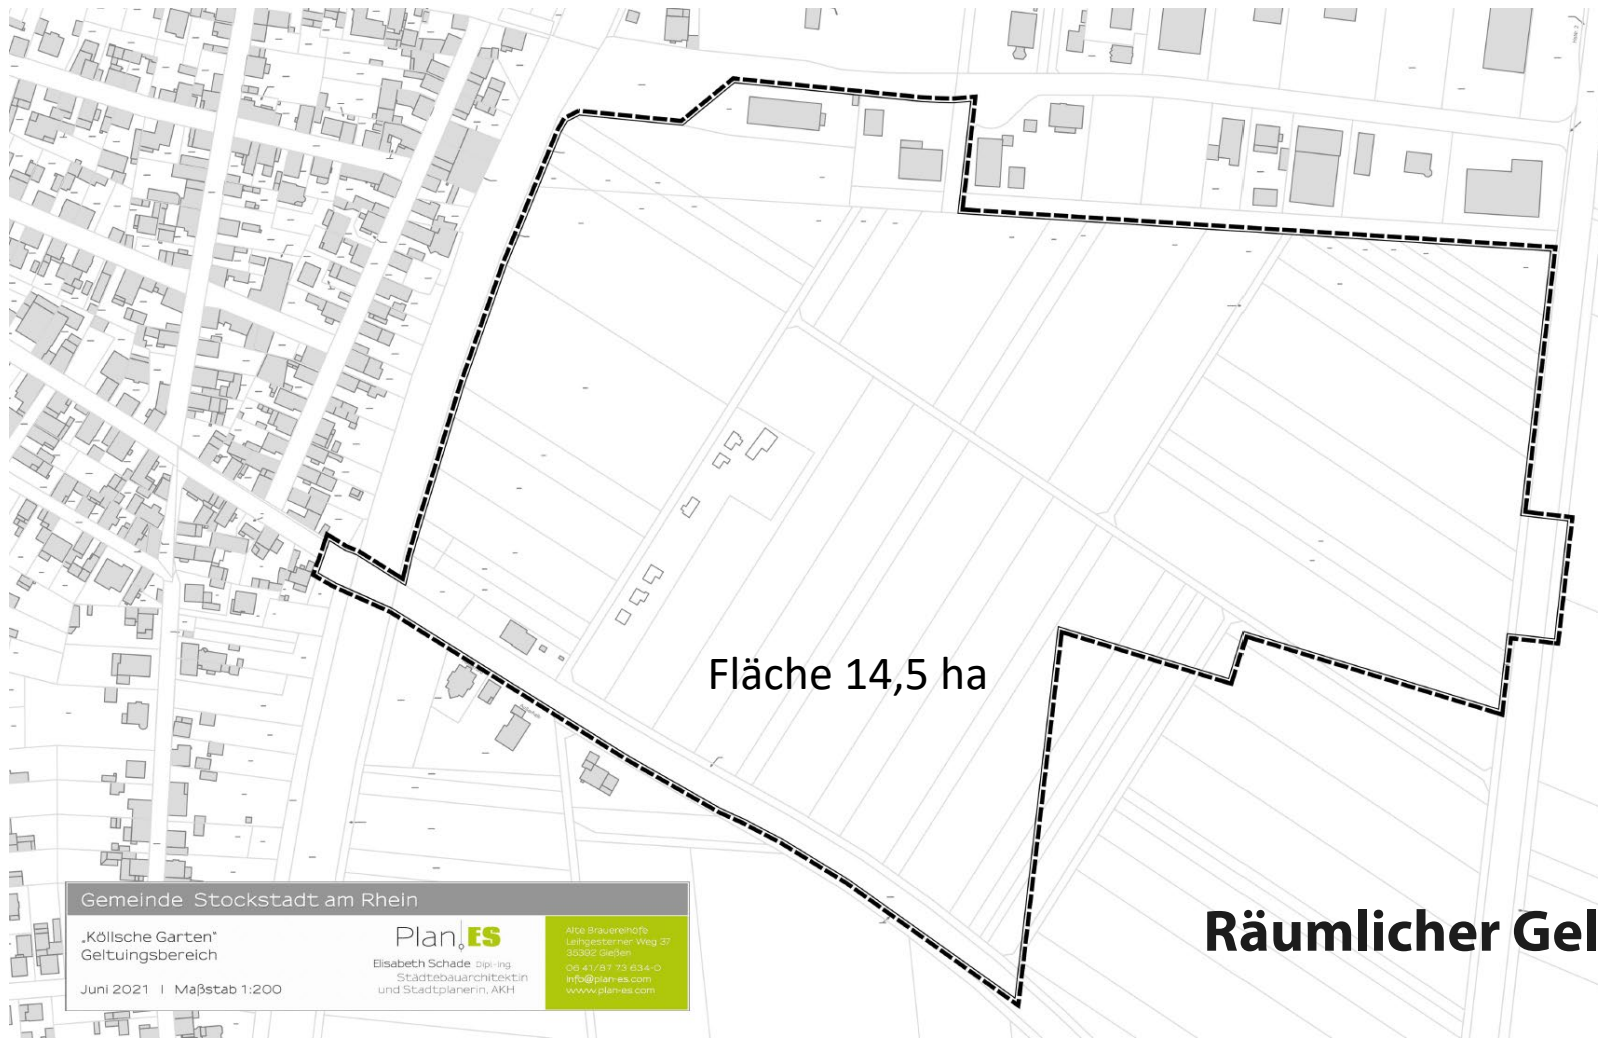 Fläche 14,5 ha
Räumlicher Gel
Gemeinde Stockstadt am Rhein
„Köllsche Garten"
Geltuingsbereich
Juni 2021 | Maßstab 1:200
Plan.ES
Elisabeth Schade Dipl.-Ing.
Städtebauarchitektin
und Stadtplanerin, AKH
Alte Brauereihöfe
Leihgesterner Weg 37
35392 Gießen
06 41/87 73 634-0
info@plan-es.com
www.plan-es.com